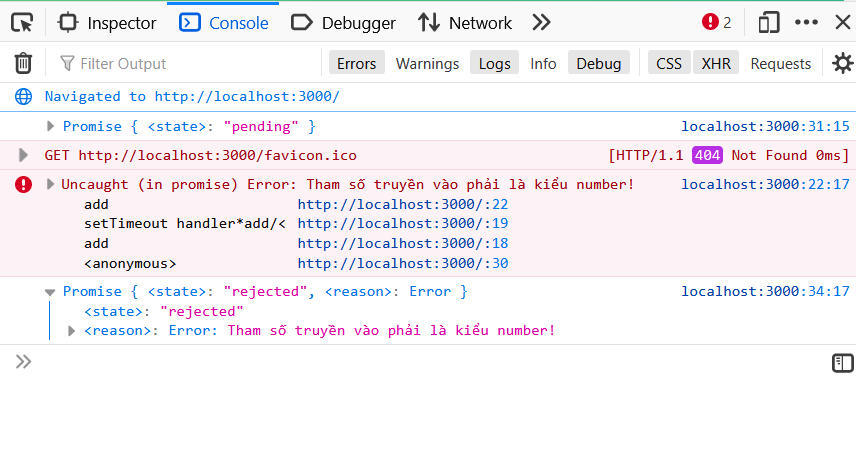 Inspector Console Debugger Network 2
Filter Output Errors Warnings Logs Info Debug CSS XHR Requests
Navigated to http://localhost:3000/
Promise { <state>: "pending" } localhost:3000:31:15
GET http://localhost:3000/favicon.ico [HTTP/1.1 404 Not Found 0ms]
Uncaught (in promise) Error: Tham số truyền vào phải là kiểu number! localhost:3000:22:17
add http://localhost:3000/:22
setTimeout handler*add/< http://localhost:3000/:19
add http://localhost:3000/:18
<anonymous> http://localhost:3000/:30
Promise { <state>: "rejected", <reason>: Error } localhost:3000:34:17
<state>: "rejected"
<reason>: Error: Tham số truyền vào phải là kiểu number!